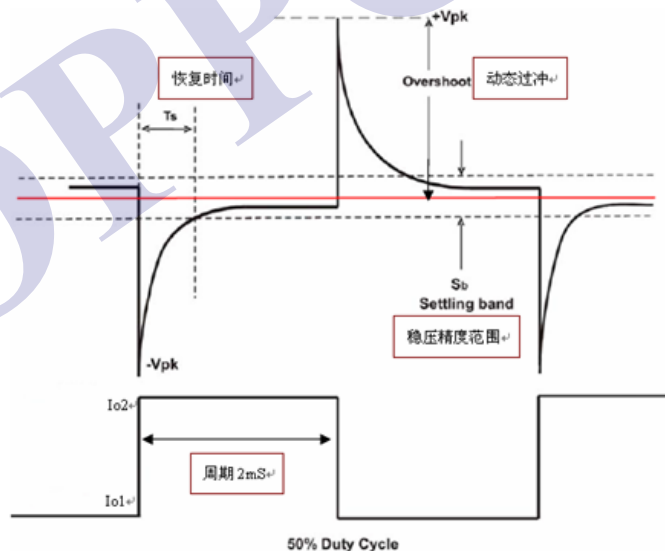 OPPO
+Vpk
恢复时间
Overshoot
动态过冲
Ts
Sb
Settling band
稳压精度范围
-Vpk
Io2
周期 2mS
Io1
50% Duty Cycle